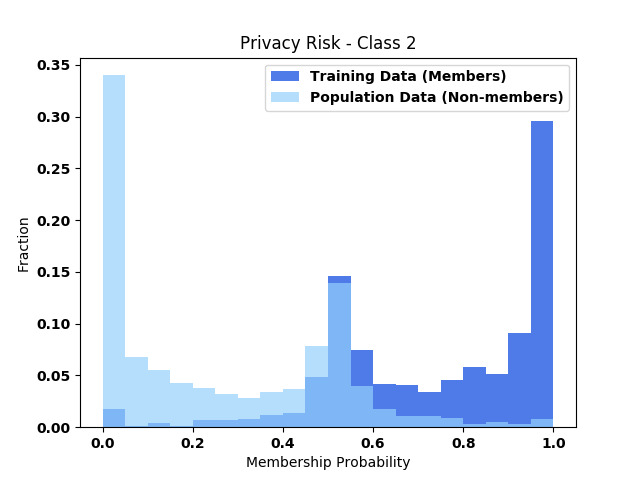 Privacy Risk - Class 2
Training Data (Members)
Population Data (Non-members)
0.35
0.30
0.25
0.20
0.15
0.10
0.05
0.00
Fraction
0.0 0.2 0.4 0.6 0.8 1.0
Membership Probability